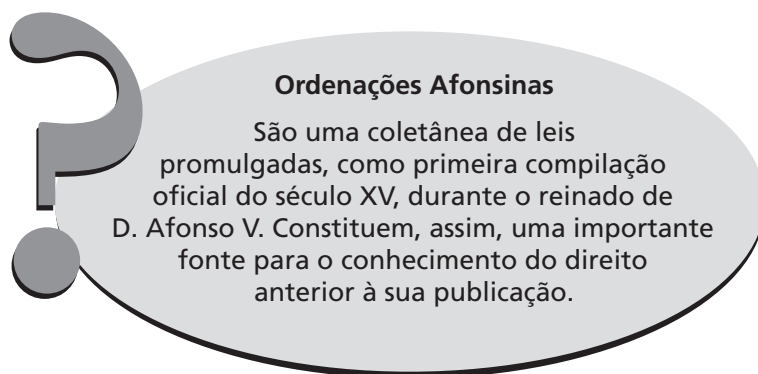 Ordenações Afonsinas
São uma coletânea de leis
promulgadas, como primeira compilação
oficial do século XV, durante o reinado de
D. Afonso V. Constituem, assim, uma importante
fonte para o conhecimento do direito
anterior à sua publicação.